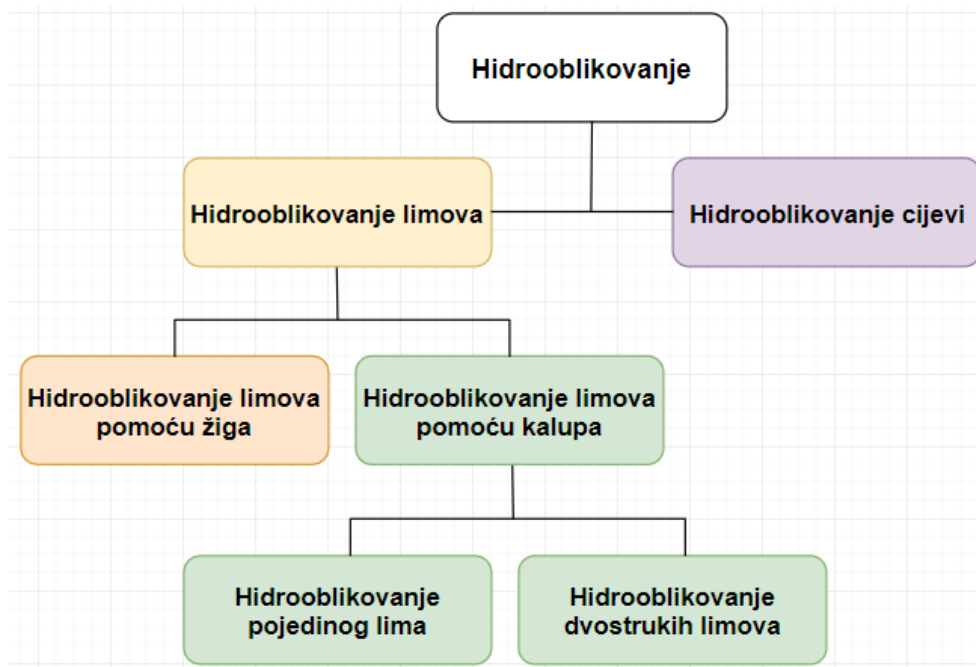 Hidrooblikovanje
Hidrooblikovanje limova
Hidrooblikovanje cijevi
Hidrooblikovanje limova
pomoću žiga
Hidrooblikovanje limova
pomoću kalupa
Hidrooblikovanje
pojedinog lima
Hidrooblikovanje
dvostrukih limova